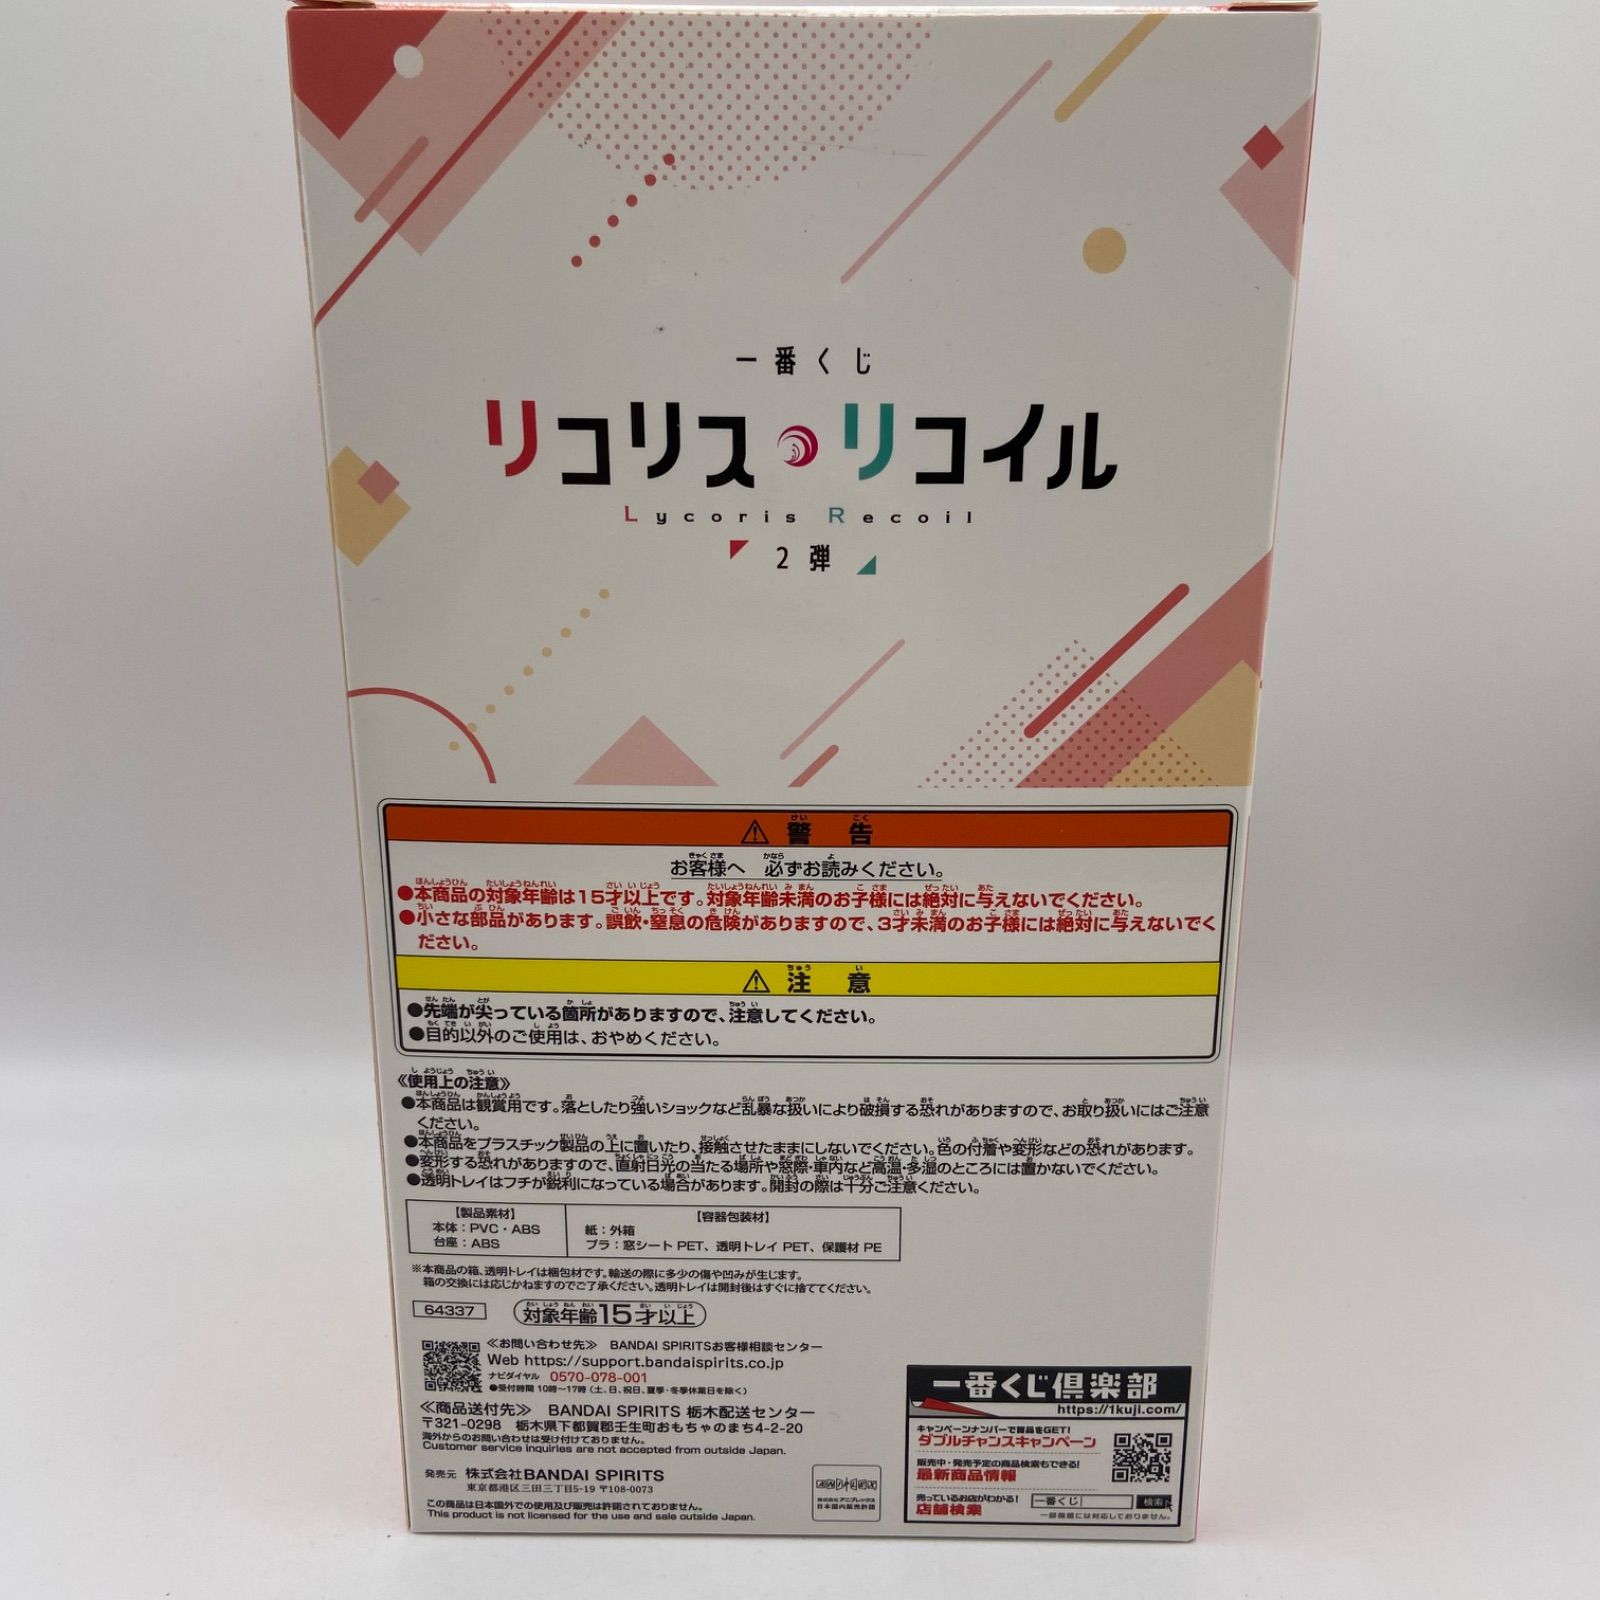 一番くじ
リコリス・リコイル
Lycoris Recoil
2弾
⚠警告
お客様へ 必ずお読みください。
●本商品の対象年齢は15才以上です。対象年齢未満のお子様には絶対に与えないでください。
●小さな部品があります。誤飲・窒息の危険がありますので、3才未満のお子様には絶対に与えないでく
ださい。
⚠注意
●先端が尖っている箇所がありますので、注意してください。
●目的以外のご使用は、おやめください。
《使用上の注意》
●本商品は観賞用です。落としたり強いショックなど乱暴な扱いにより破損する恐れがありますので、お取り扱いにはご注意
ください。
●本商品をプラスチック製品の上に置いたり、接触させたままにしないでください。色の付着や変形などの恐れがあります。
●変形する恐れがありますので、直射日光の当たる場所や窓際・車内など高温・多湿のところには置かないでください。
●透明トレイはフチが鋭利になっている場合があります。開封の際は十分ご注意ください。
【製品素材】
本体：PVC・ABS
台座：ABS
【容器包装材】
紙：外箱
プラ：窓シート PET、透明トレイ PET、保護材 PE
※本商品の箱、透明トレイは梱包材です。輸送の際に多少の傷や凹みが生じます。
箱の交換には応じかねますのでご了承ください。透明トレイは開封後はすぐに捨ててください。
64337
対象年齢15才以上
《お問い合わせ先》 BANDAI SPIRITSお客様相談センター
Web https://support.bandaispirits.co.jp
ナビダイヤル 0570-078-001
●受付時間 10時〜17時（土、日、祝日、夏季・冬季休業日を除く）
《商品送付先》 BANDAI SPIRITS 栃木配送センター
〒321-0298 栃木県下都賀郡壬生町おもちゃのまち4-2-20
海外からのお問い合わせは受け付けておりません。
Customer service inquiries are not accepted from outside Japan.
発売元 株式会社BANDAI SPIRITS
東京都港区三田三丁目5-19 〒108-0073
この商品は日本国外での使用及び販売は許諾されておりません。
This product is not licensed for the use and sale outside Japan.
ANIPLEX
株式会社アニプレックス
日本国内販売許諾
一番くじ倶楽部
https://1kuji.com/
キャンペーンナンバーで賞品をGET!
ダブルチャンスキャンペーン
販売中・発売予定の商品検索もできる!
最新商品情報
売っているお店がわかる!
店舗検索
一番くじ
検索
一部機種には対応しておりません。